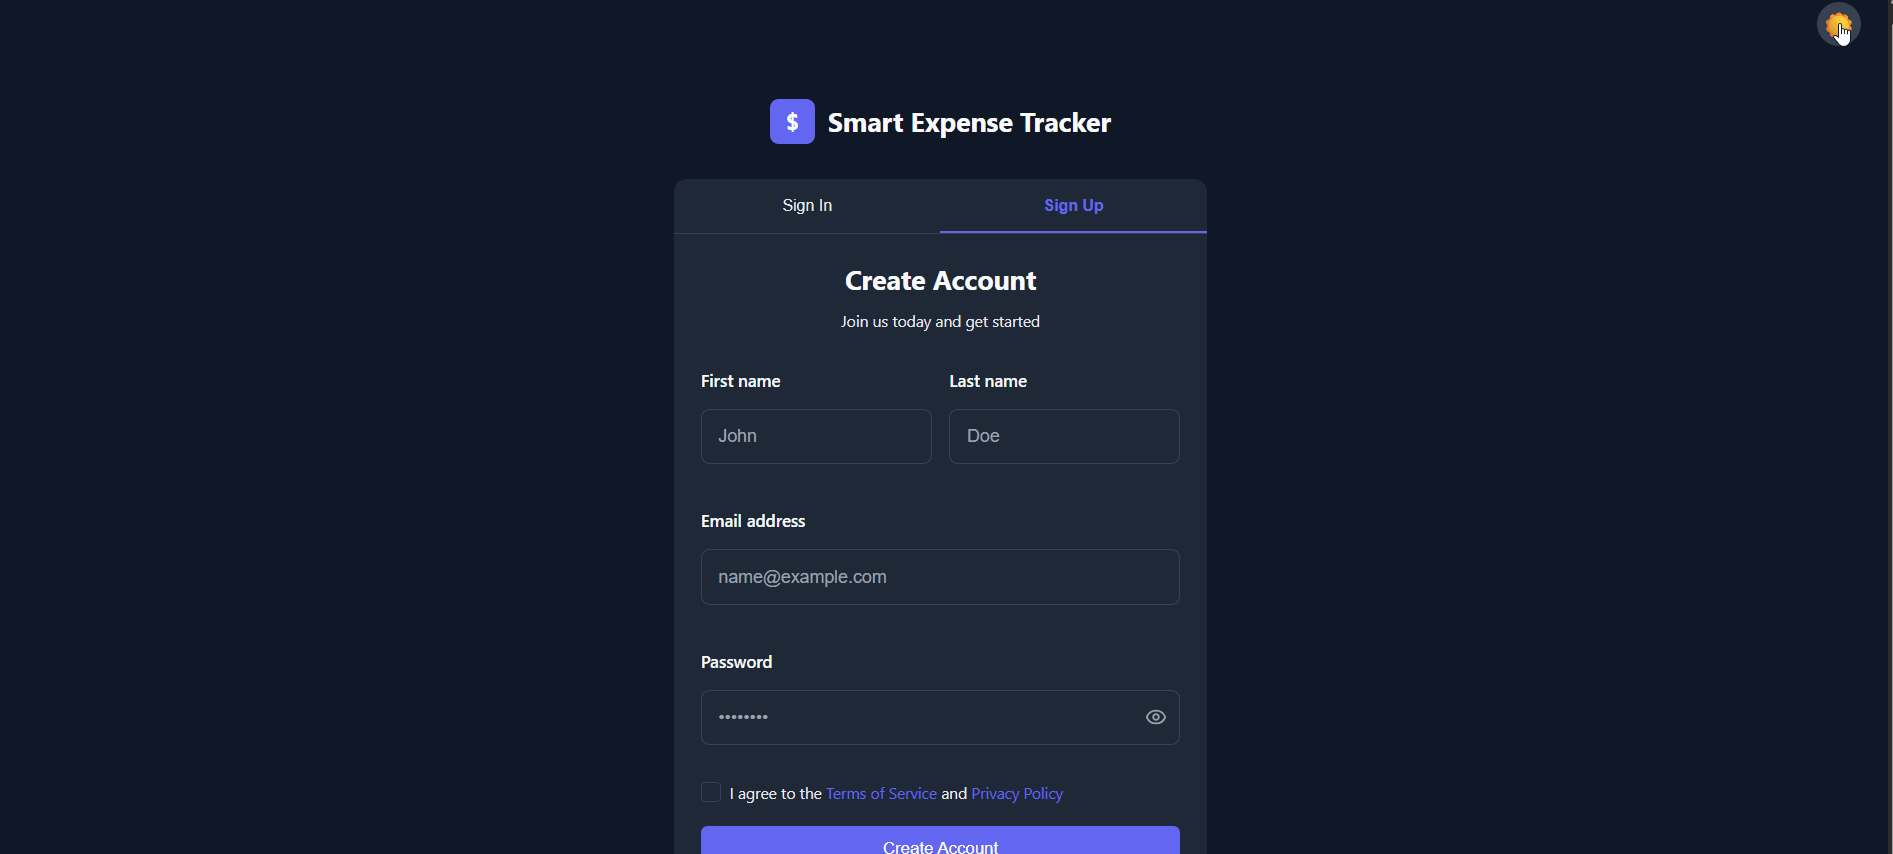 $ Smart Expense Tracker
Sign In Sign Up
Create Account
Join us today and get started
First name Last name
John Doe
Email address
name@example.com
Password
••••••••
I agree to the Terms of Service and Privacy Policy
Create Account